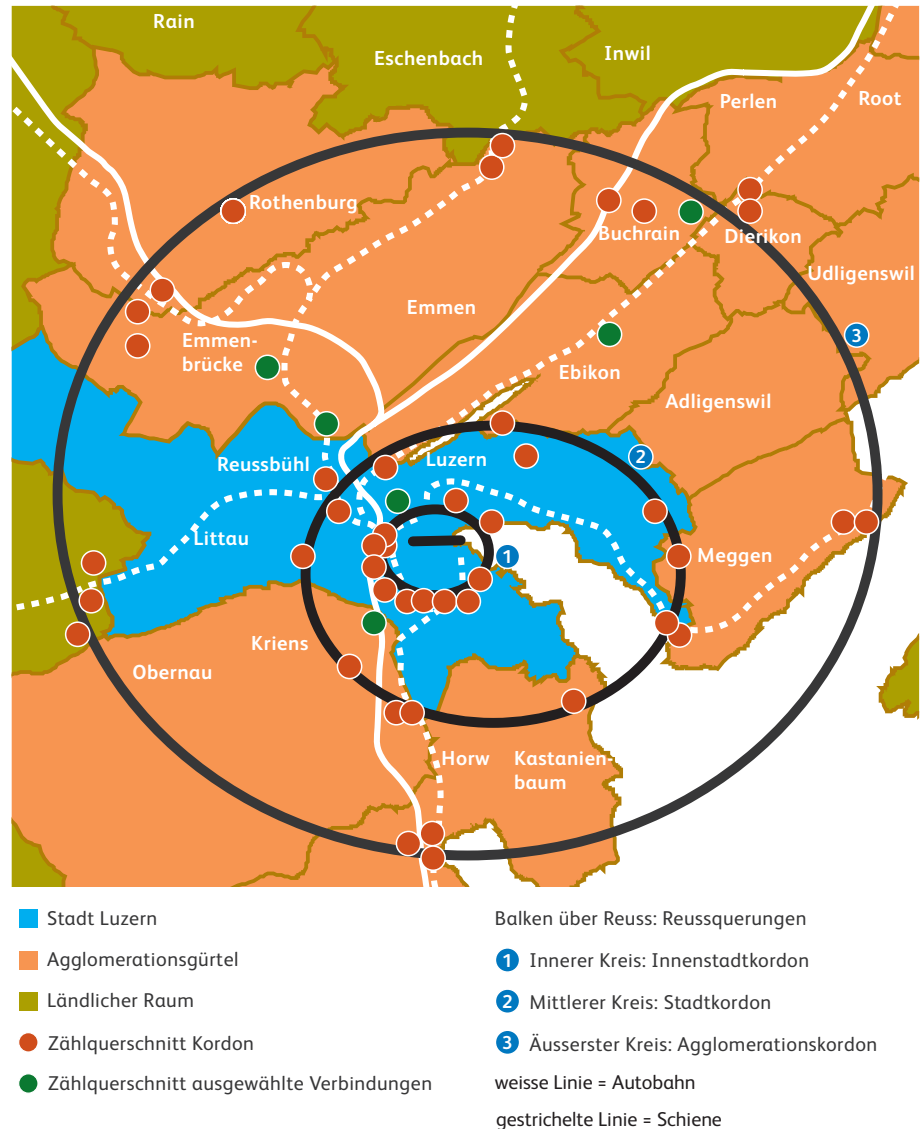 Rain
Eschenbach
Inwil
Perlen
Root
Rothenburg
Buchrain
Dierikon
Udligenswil
Emmen
3
Emmen-
brücke
Ebikon
Adligenswil
2
Luzern
Reussbühl
Littau
1
Meggen
Kriens
Obernau
Horw
Kastanien-
baum
Stadt Luzern
Agglomerationsgürtel
Ländlicher Raum
Zählquerschnitt Kordon
Zählquerschnitt ausgewählte Verbindungen
Balken über Reuss: Reussquerungen
1 Innerer Kreis: Innenstadtkordon
2 Mittlerer Kreis: Stadtkordon
3 Äusserster Kreis: Agglomerationskordon
weisse Linie = Autobahn
gestrichelte Linie = Schiene